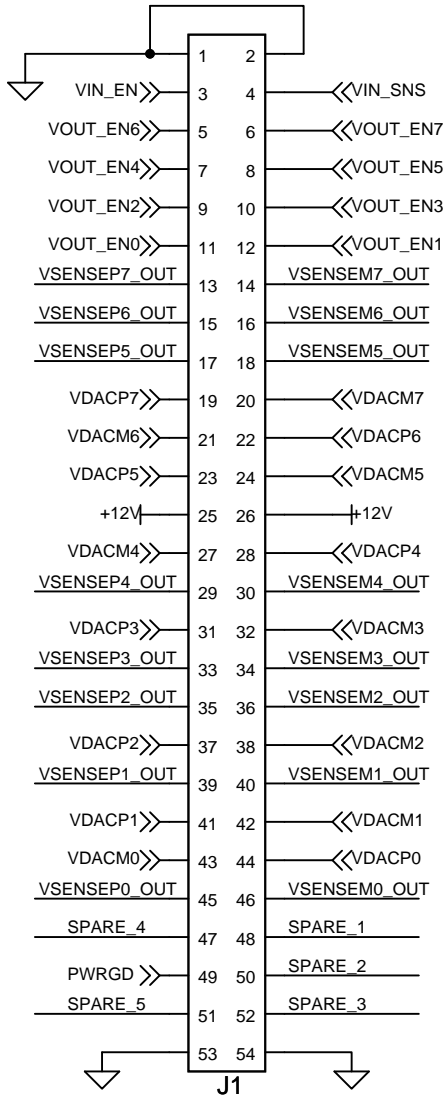 1 2
VIN_EN 3 4 VIN_SNS
VOUT_EN6 5 6 VOUT_EN7
VOUT_EN4 7 8 VOUT_EN5
VOUT_EN2 9 10 VOUT_EN3
VOUT_EN0 11 12 VOUT_EN1
VSENSEP7_OUT 13 14 VSENSEM7_OUT
VSENSEP6_OUT 15 16 VSENSEM6_OUT
VSENSEP5_OUT 17 18 VSENSEM5_OUT
VDACP7 19 20 VDACM7
VDACM6 21 22 VDACP6
VDACP5 23 24 VDACM5
+12V 25 26 +12V
VDACM4 27 28 VDACP4
VSENSEP4_OUT 29 30 VSENSEM4_OUT
VDACP3 31 32 VDACM3
VSENSEP3_OUT 33 34 VSENSEM3_OUT
VSENSEP2_OUT 35 36 VSENSEM2_OUT
VDACP2 37 38 VDACM2
VSENSEP1_OUT 39 40 VSENSEM1_OUT
VDACP1 41 42 VDACM1
VDACM0 43 44 VDACP0
VSENSEP0_OUT 45 46 VSENSEM0_OUT
SPARE_4 47 48 SPARE_1
PWRGD 49 50 SPARE_2
SPARE_5 51 52 SPARE_3
53 54
J1